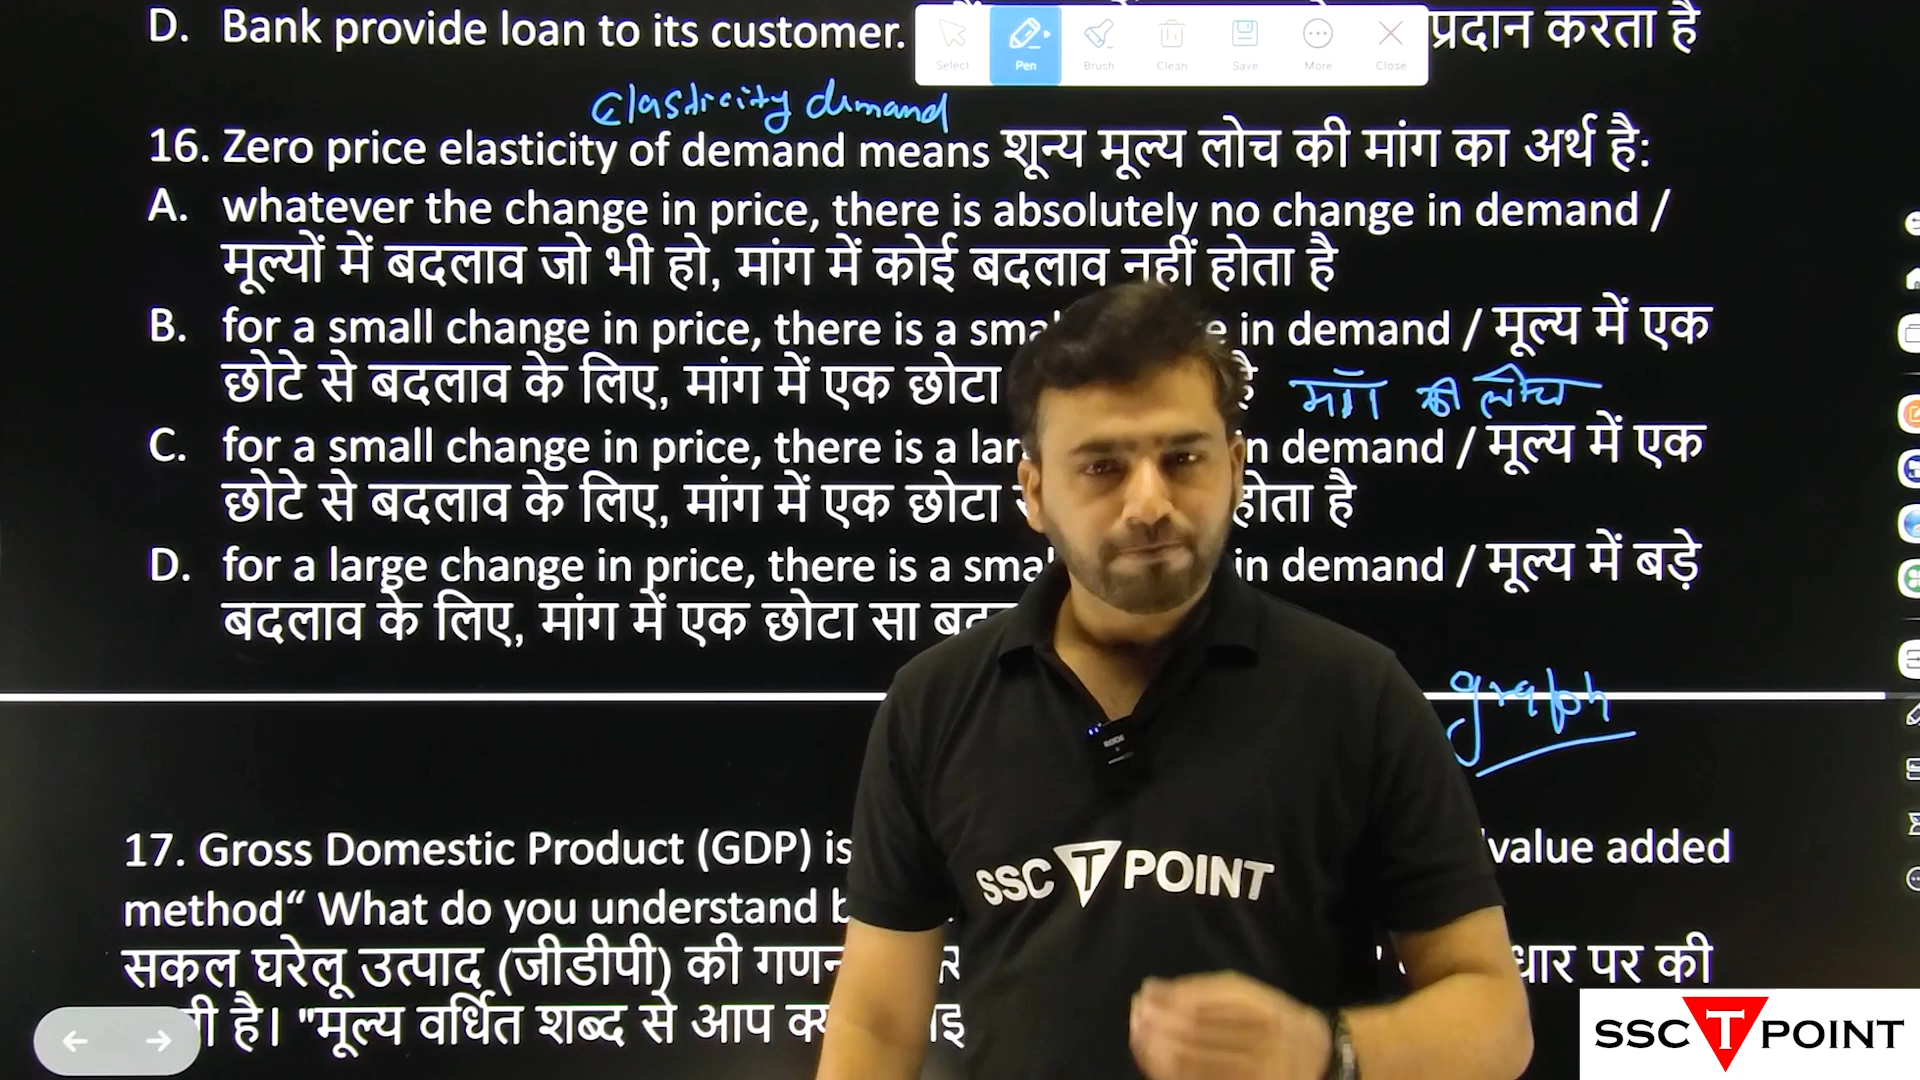 D. Bank provide loan to its customer. प्रदान करता है
Select Pen Brush Clean Save More Close
Elasticity demand
16. Zero price elasticity of demand means शून्य मूल्य लोच की मांग का अर्थ है:
A. whatever the change in price, there is absolutely no change in demand /
मूल्यों में बदलाव जो भी हो, मांग में कोई बदलाव नहीं होता है
B. for a small change in price, there is a in demand / मूल्य में एक
छोटे से बदलाव के लिए, मांग में एक छोटा है
माँग की लोच
C. for a small change in price, there is a in demand / मूल्य में एक
छोटे से बदलाव के लिए, मांग में एक छोटा होता है
D. for a large change in price, there is a in demand / मूल्य में बड़े
बदलाव के लिए, मांग में एक छोटा सा
graph
17. Gross Domestic Product (GDP) is 'value added
method“ What do you understand
सकल घरेलू उत्पाद (जीडीपी) की पर की
है। "मूल्य वर्धित शब्द से आप
SSC T POINT
SSC T POINT